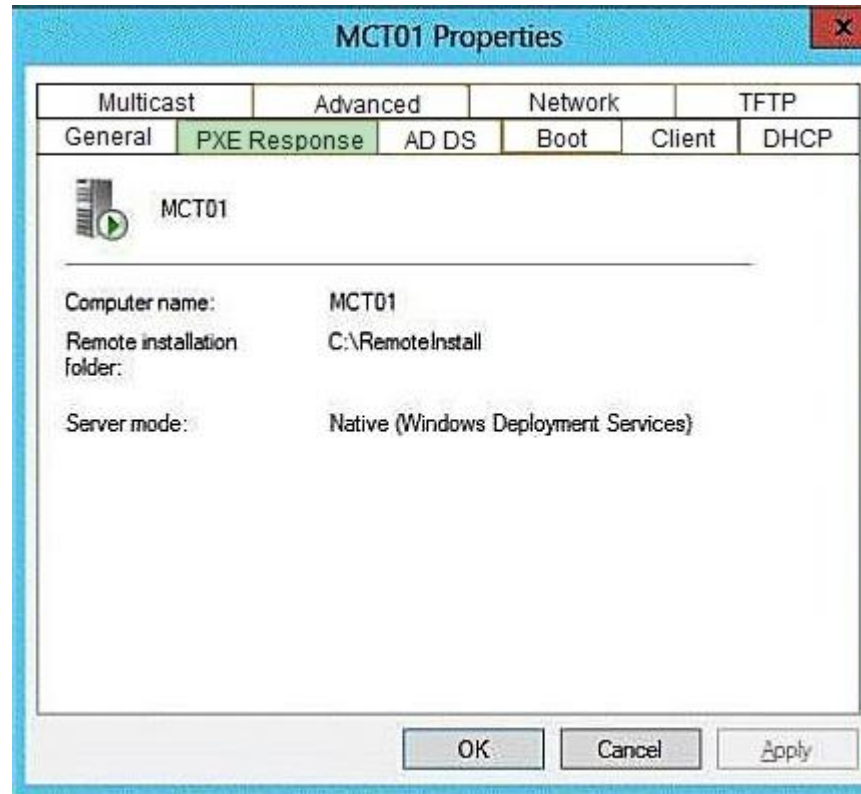 MCT01 Properties
x
Multicast Advanced Network TFTP
General PXE Response AD DS Boot Client DHCP
MCT01
Computer name: MCT01
Remote installation C:\RemoteInstall
folder:
Server mode: Native (Windows Deployment Services)
OK Cancel Apply